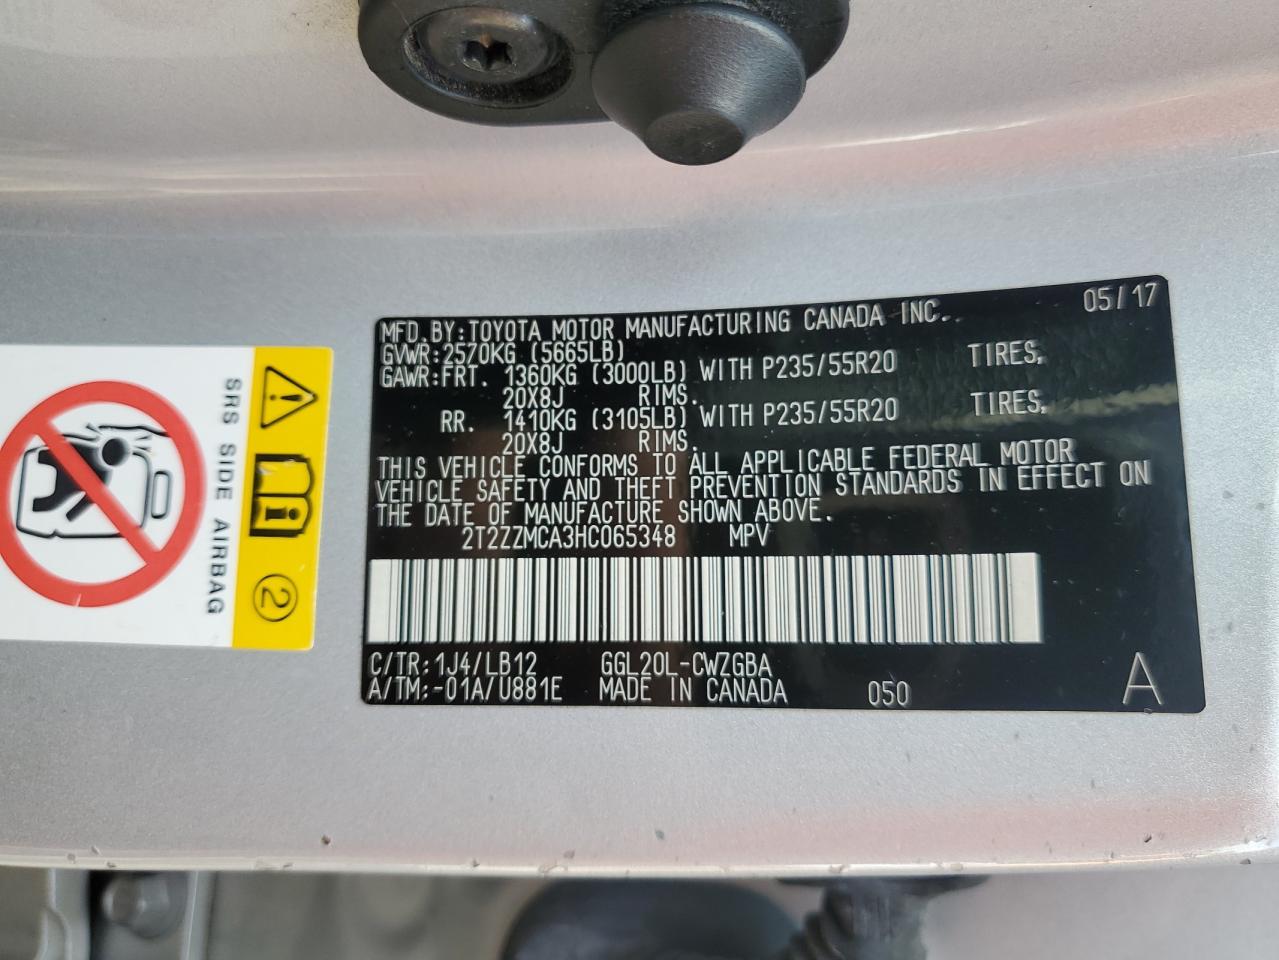 MFD.BY:TOYOTA MOTOR MANUFACTURING CANADA INC. 05/17
GVWR:2570KG (5665LB)
GAWR:FRT. 1360KG (3000LB) WITH P235/55R20 TIRES,
20X8J RIMS.
RR. 1410KG (3105LB) WITH P235/55R20 TIRES,
20X8J RIMS.
THIS VEHICLE CONFORMS TO ALL APPLICABLE FEDERAL MOTOR
VEHICLE SAFETY AND THEFT PREVENTION STANDARDS IN EFFECT ON
THE DATE OF MANUFACTURE SHOWN ABOVE.
2T2ZZMCA3HC065348 MPV
C/TR:1J4/LB12 GGL20L-CWZGBA
A/TM:-01A/U881E MADE IN CANADA 050 A
SRS SIDE AIRBAG
2